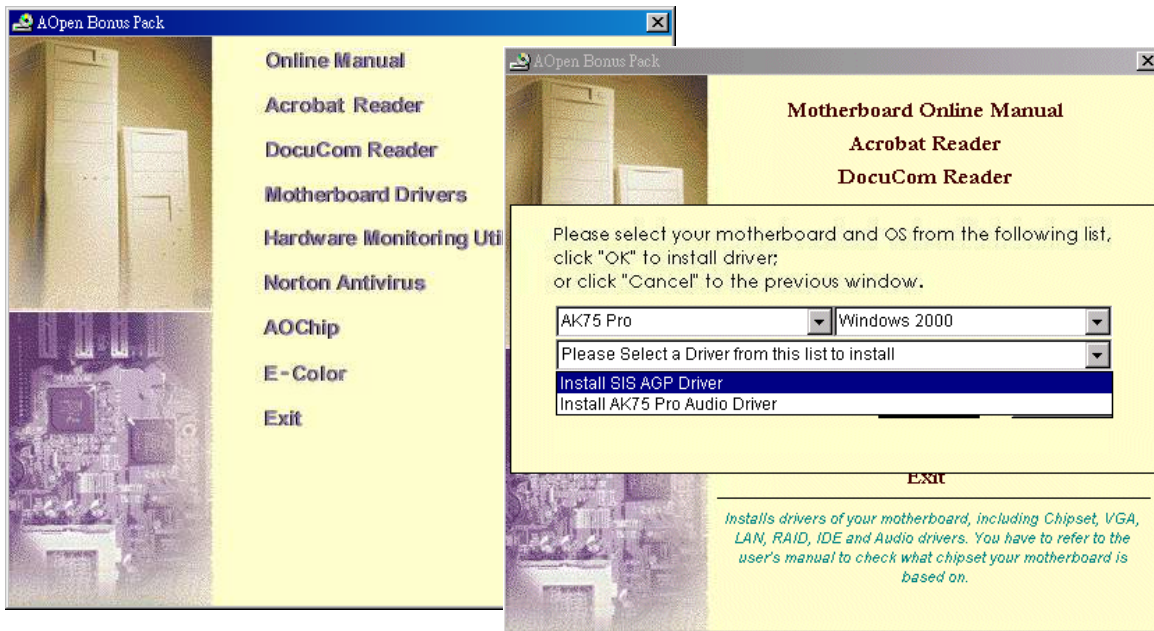 AOpen Bonus Pack
Online Manual
Acrobat Reader
DocuCom Reader
Motherboard Drivers
Hardware Monitoring Uti
Norton Antivirus
AOChip
E-Color
Exit
AOpen Bonus Pack
Motherboard Online Manual
Acrobat Reader
DocuCom Reader
Please select your motherboard and OS from the following list,
click "OK" to install driver;
or click "Cancel" to the previous window.
AK75 Pro
Windows 2000
Please Select a Driver from this list to install
Install SIS AGP Driver
Install AK75 Pro Audio Driver
Exit
Installs drivers of your motherboard, including Chipset, VGA,
LAN, RAID, IDE and Audio drivers. You have to refer to the
user's manual to check what chipset your motherboard is
based on.